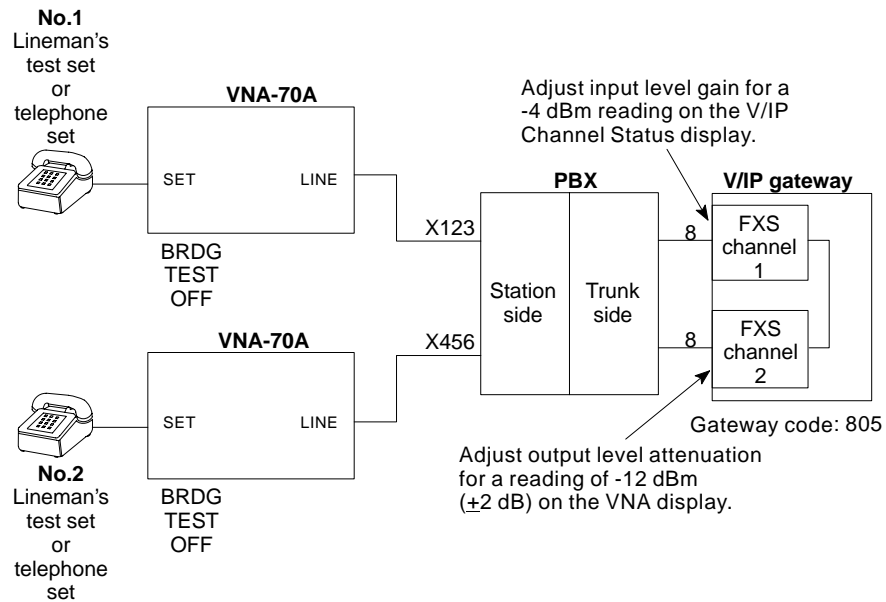 No.1
Lineman's
test set
or
telephone
set
VNA-70A
SET
LINE
BRDG
TEST
OFF
X123
Adjust input level gain for a
-4 dBm reading on the V/IP
Channel Status display.
PBX
V/IP gateway
Station
side
Trunk
side
8
FXS
channel
1
8
FXS
channel
2
Gateway code: 805
VNA-70A
X456
SET
LINE
BRDG
TEST
OFF
No.2
Lineman's
test set
or
telephone
set
Adjust output level attenuation
for a reading of -12 dBm
(±2 dB) on the VNA display.